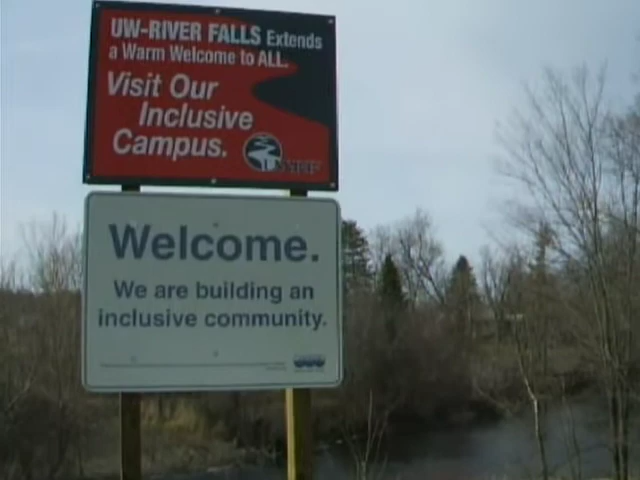 UW-RIVER FALLS Extends
a Warm Welcome to ALL.
Visit Our
Inclusive
Campus.
Welcome.
We are building an
inclusive community.